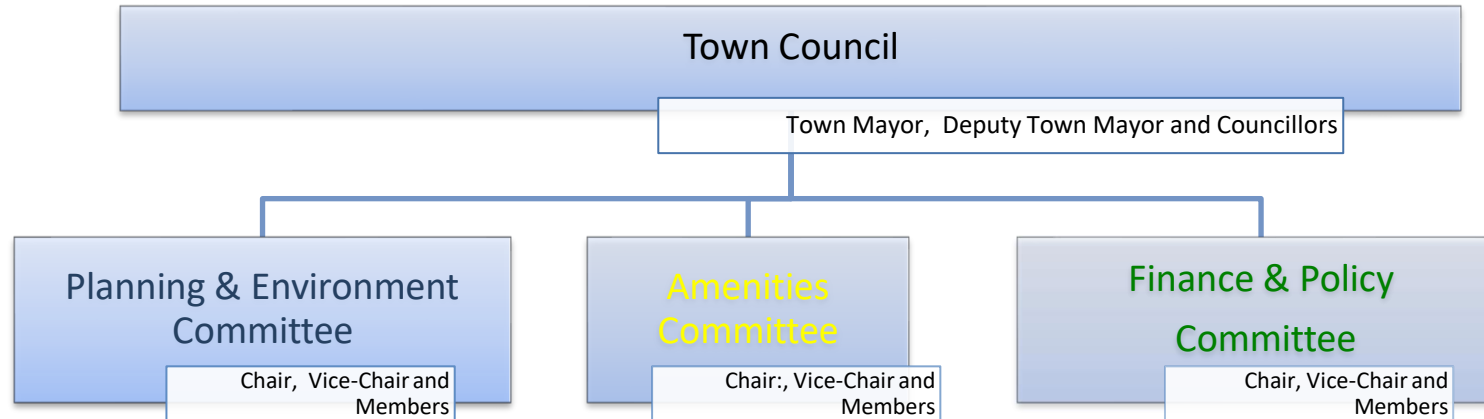 Town Council
Town Mayor, Deputy Town Mayor and Councillors
Planning & Environment
Committee
Chair, Vice-Chair and
Members
Amenities
Committee
Chair:, Vice-Chair and
Members
Finance & Policy
Committee
Chair, Vice-Chair and
Members